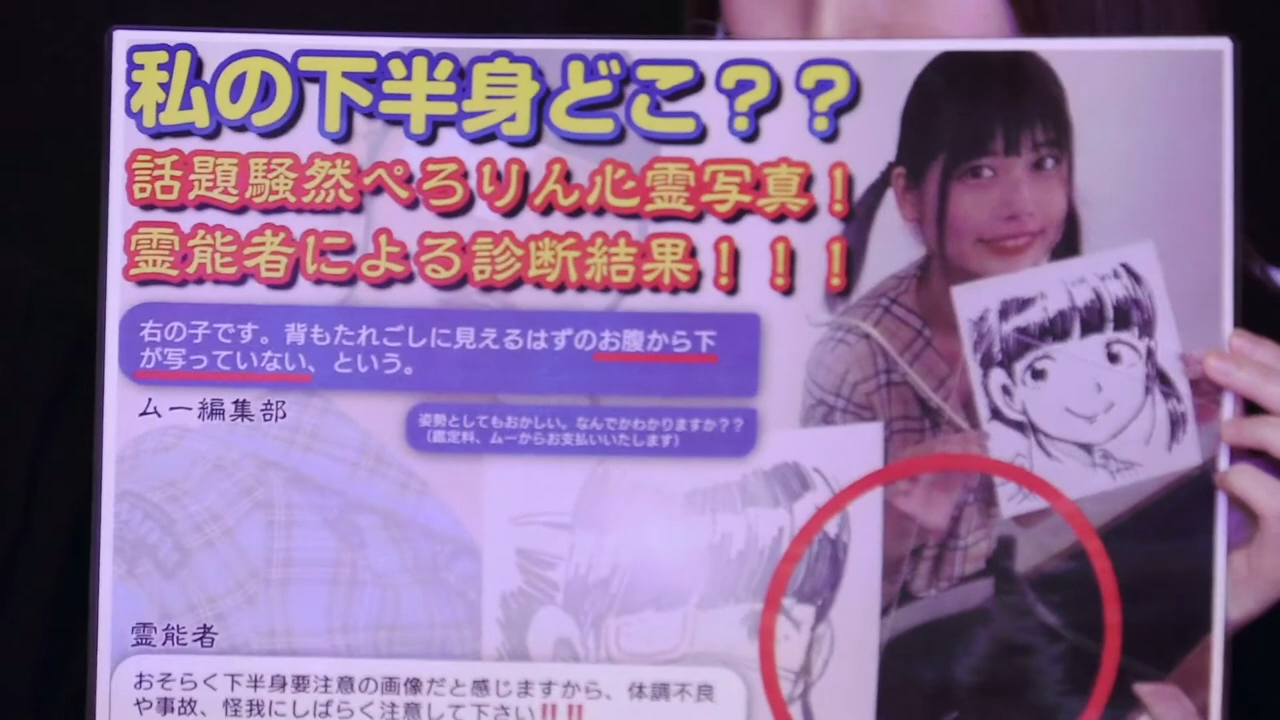 私の下半身どこ??
話題騒然ぺろりん心霊写真!
霊能者による診断結果!!!
右の子です。背もたれごしに見えるはずのお腹から下
が写っていない、という。
ムー編集部
姿勢としてもおかしい。なんでかわかりますか??
(鑑定料、ムーからお支払いいたします)
霊能者
おそらく下半身要注意の画像だと感じますから、体調不良
や事故、怪我にしばらく注意して下さい‼‼